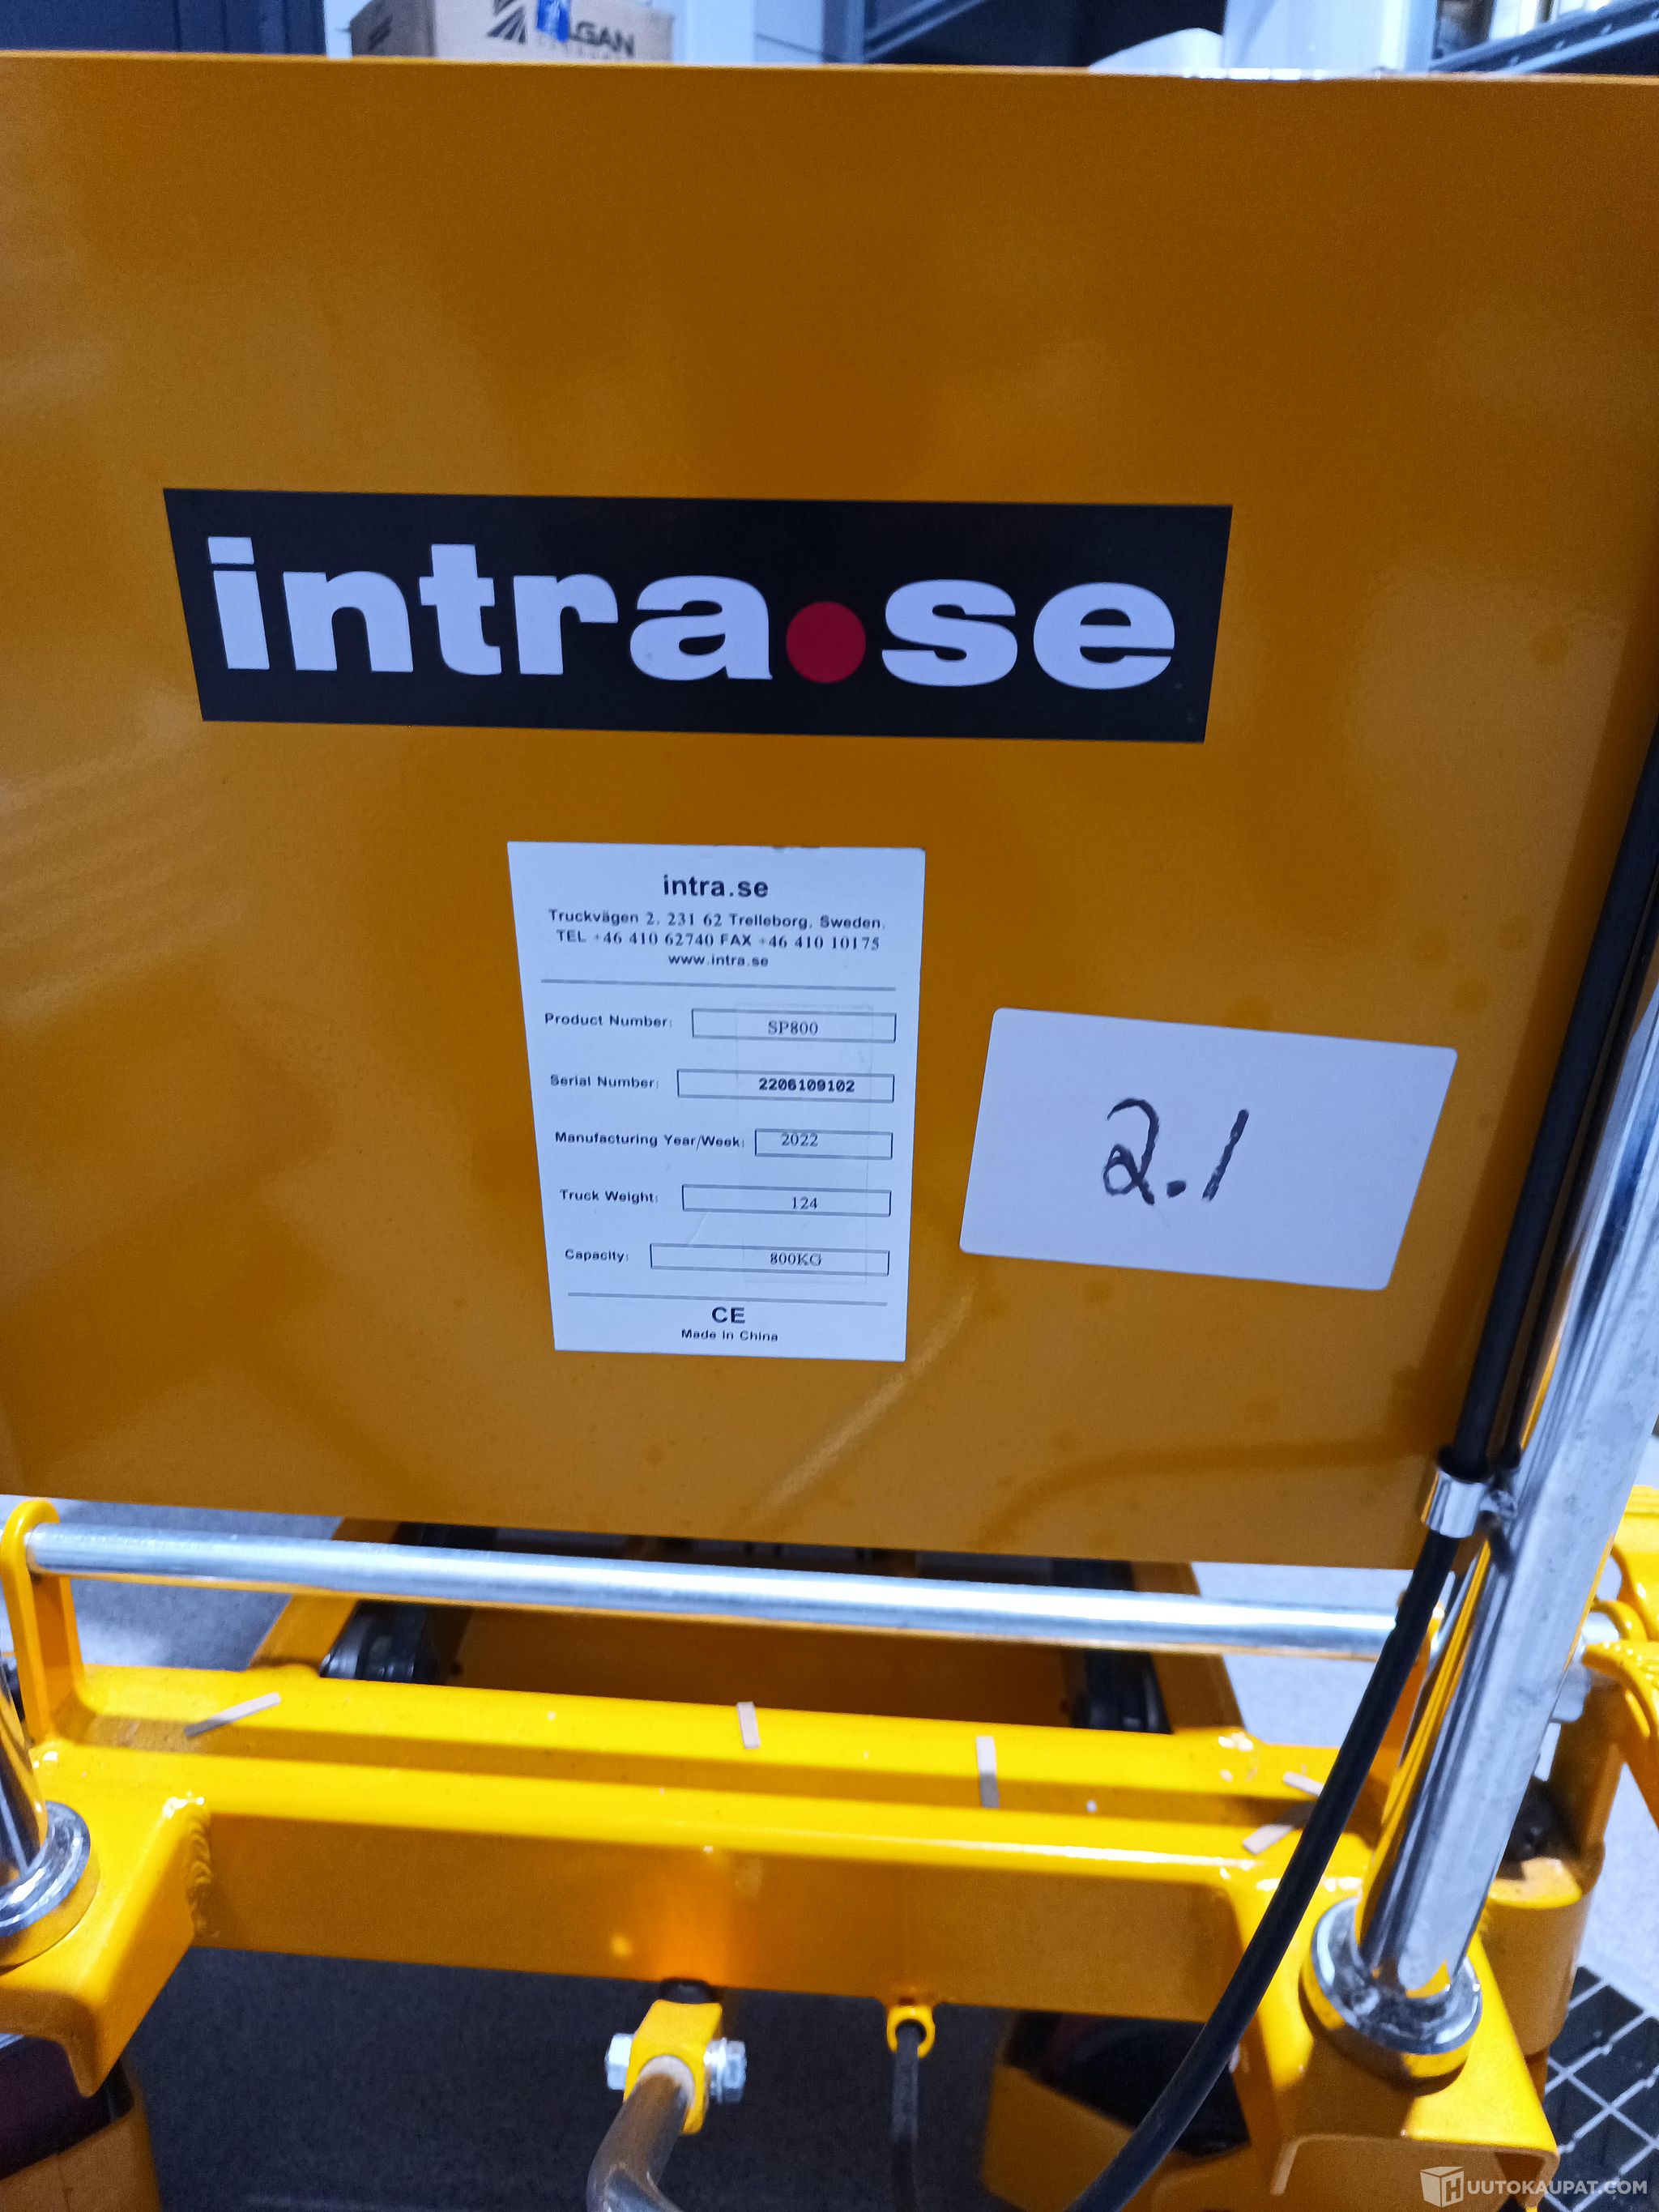 LGAN
intra.se
intra.se
Truckvägen 2, 231 62 Trelleborg, Sweden.
TEL +46 410 62740 FAX +46 410 10175
www.intra.se
Product Number: SP800
Serial Number: 2206109102
Manufacturing Year/Week: 2022
Truck Weight: 124
Capacity: 800KG
CE
Made in China
2.1
HUUTOKAUPAT.COM